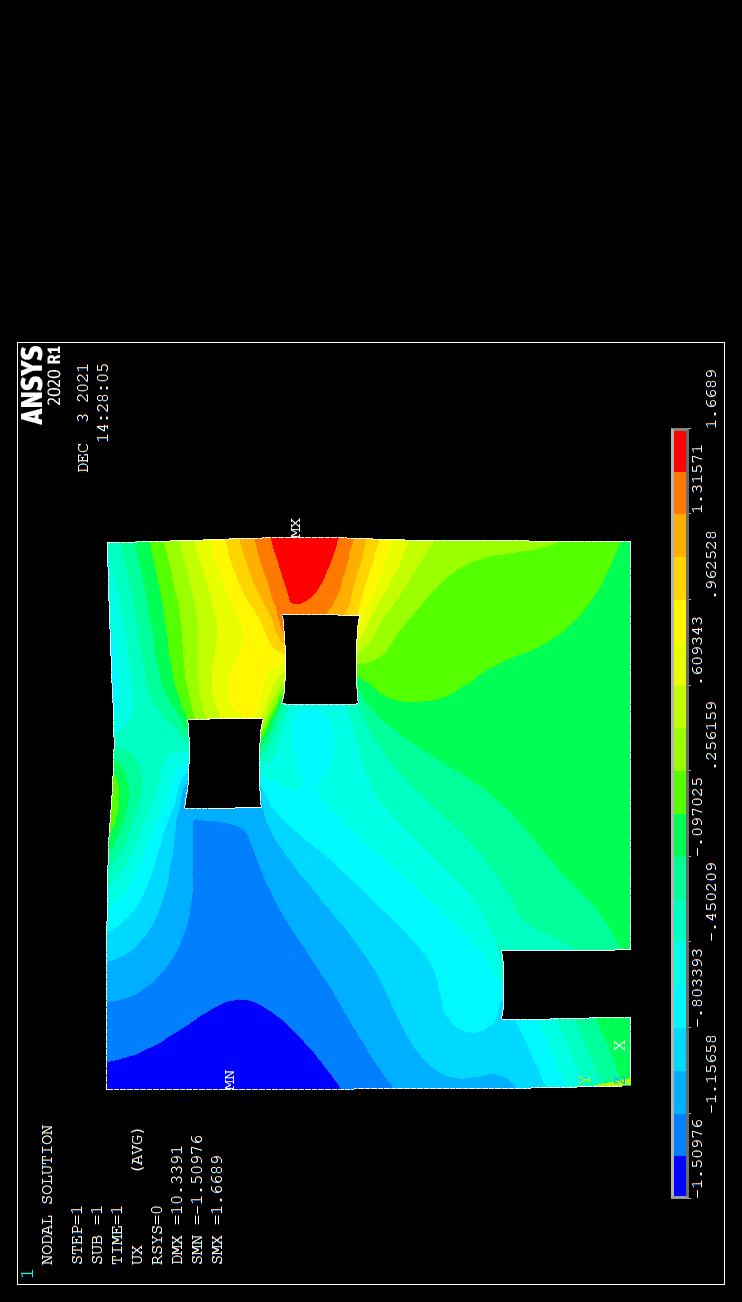 1
NODAL SOLUTION
STEP=1
SUB =1
TIME=1
UX       (AVG)
RSYS=0
DMX =10.3391
SMN =-1.50976
SMX =1.6689
ANSYS
2020 R1
DEC  3 2021
14:28:05
MN
MX
Y
Z
X
-1.50976
-1.15658
-.803393
-.450209
-.097025
.256159
.609343
.962528
1.31571
1.6689